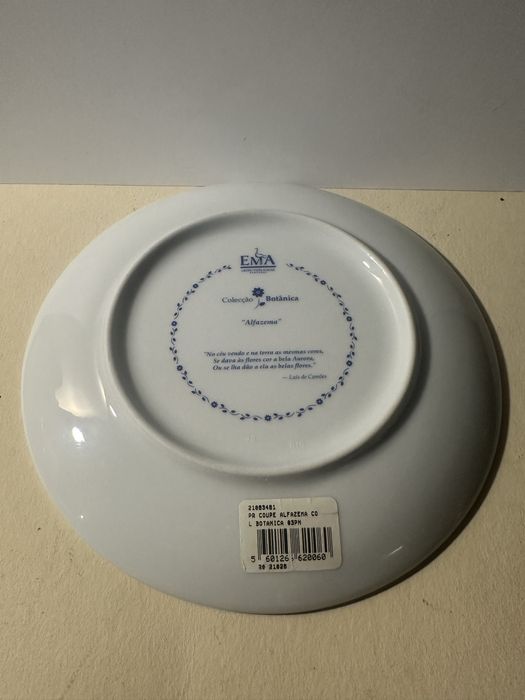 EMA
Colecção Botânica
"Alfazema"
"No céu vendo e na terra as mesmas cores,
Se dava às flores cor a bela Aurora,
Ou se lha dão a ela as belas flores."
— Luís de Camões
21083481
PR COUPE ALFAZEMA CO
L BOTANICA 03PM
5 60126 620060